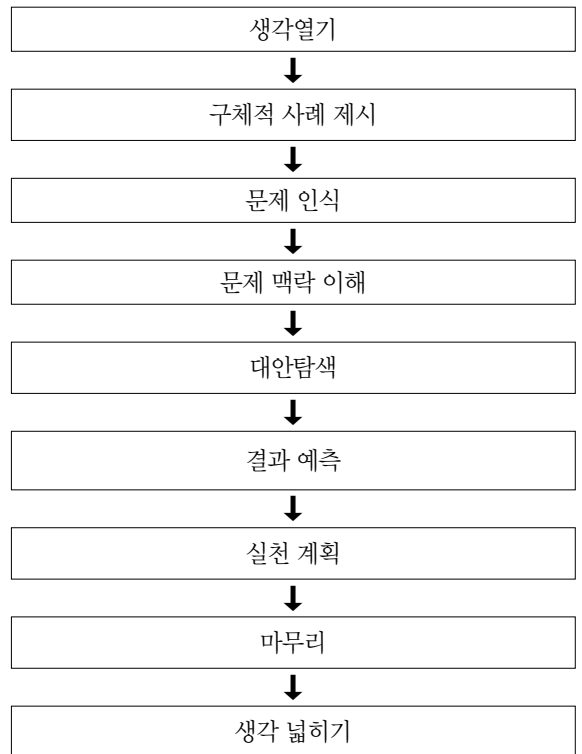 생각열기
구체적 사례 제시
문제 인식
문제 맥락 이해
대안탐색
결과 예측
실천 계획
마무리
생각 넓히기